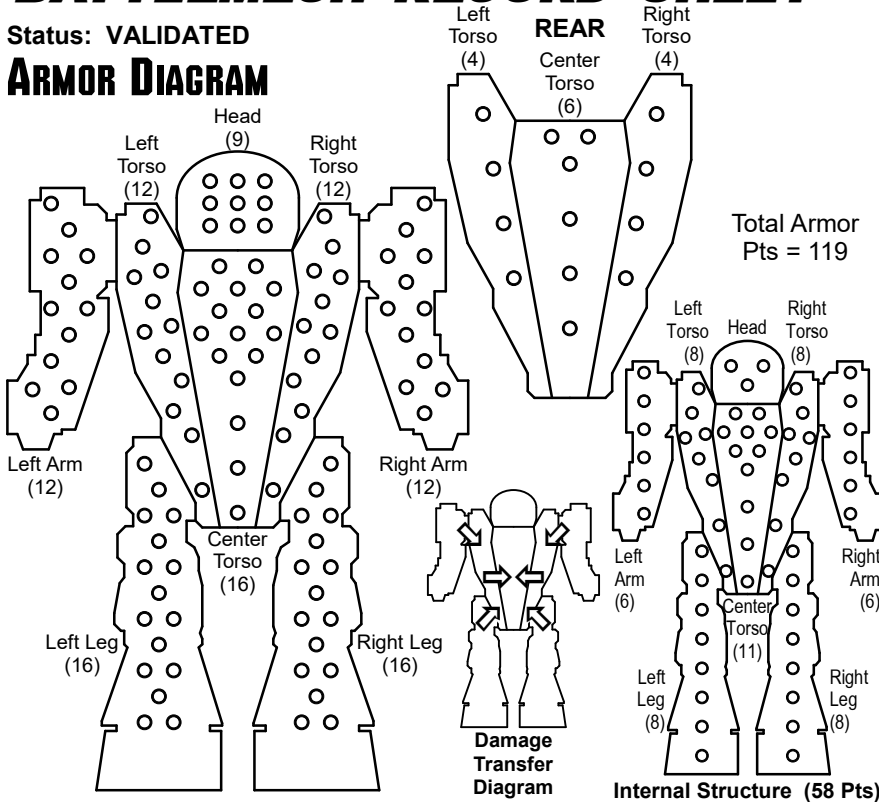 BATTLEMECH RECORD SHEET
Status: VALIDATED
ARMOR DIAGRAM
Head
(9)
Left
Torso
(12)
Right
Torso
(12)
Left Arm
(12)
Right Arm
(12)
Center
Torso
(16)
Left Leg
(16)
Right Leg
(16)
Left
Torso
(4)
REAR
Center
Torso
(6)
Right
Torso
(4)
Total Armor
Pts = 119
Damage
Transfer
Diagram
Left
Torso
(8)
Head
Right
Torso
(8)
Left
Arm
(6)
Right
Arm
(6)
Center
Torso
(11)
Left
Leg
(8)
Right
Leg
(8)
Internal Structure (58 Pts)